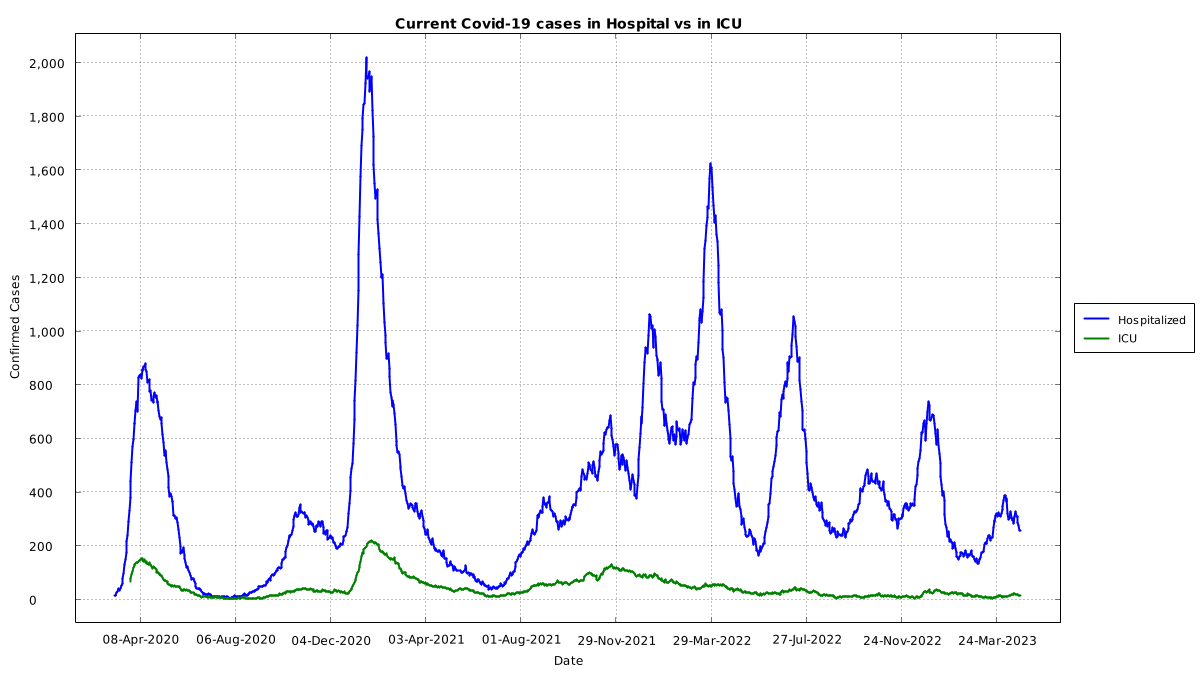 Current Covid-19 cases in Hospital vs in ICU
Confirmed Cases
2,000
1,800
1,600
1,400
1,200
1,000
800
600
400
200
0
08-Apr-2020 06-Aug-2020 04-Dec-2020 03-Apr-2021 01-Aug-2021 29-Nov-2021 29-Mar-2022 27-Jul-2022 24-Nov-2022 24-Mar-2023
Date
Hospitalized
ICU